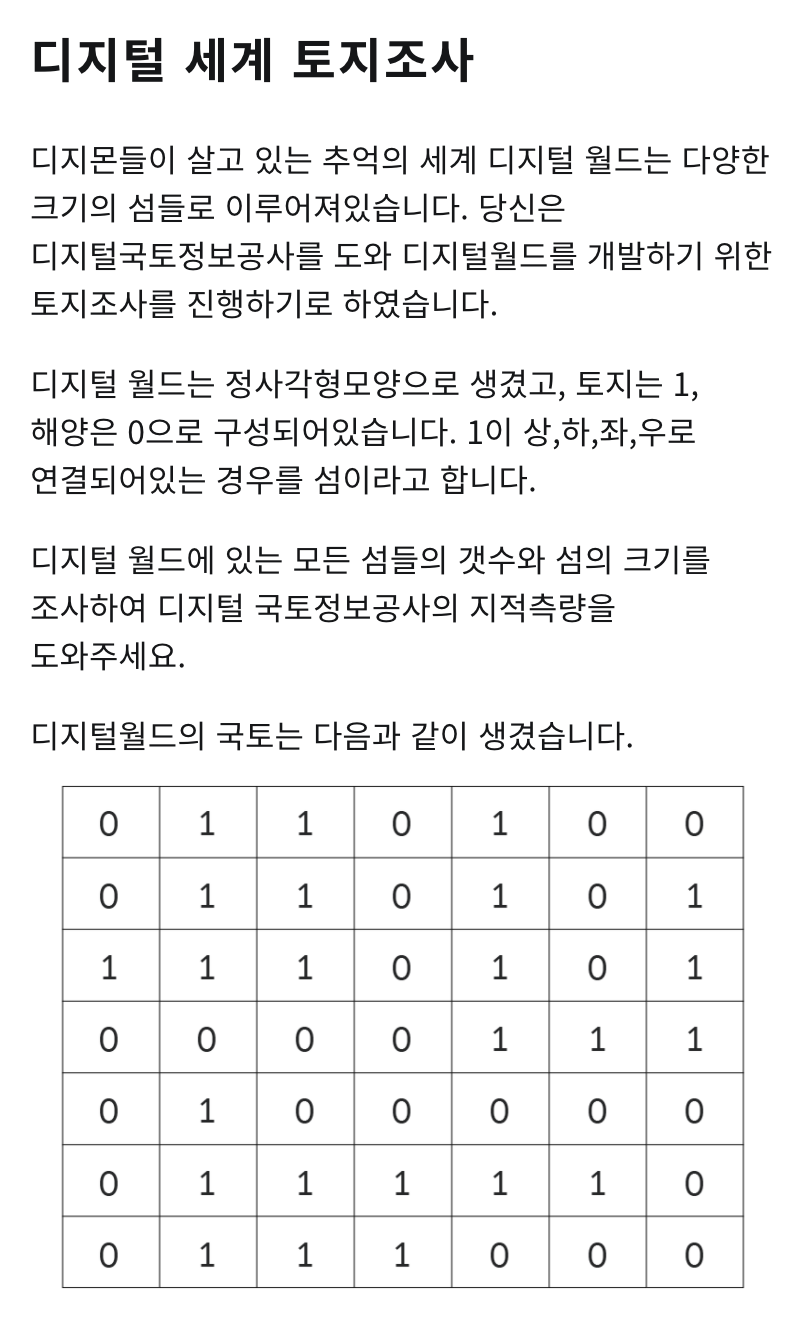 디지털 세계 토지조사
디지몬들이 살고 있는 추억의 세계 디지털 월드는 다양한
크기의 섬들로 이루어져있습니다. 당신은
디지털국토정보공사를 도와 디지털월드를 개발하기 위한
토지조사를 진행하기로 하였습니다.
디지털 월드는 정사각형모양으로 생겼고, 토지는 1,
해양은 0으로 구성되어있습니다. 1이 상,하,좌,우로
연결되어있는 경우를 섬이라고 합니다.
디지털 월드에 있는 모든 섬들의 갯수와 섬의 크기를
조사하여 디지털 국토정보공사의 지적측량을
도와주세요.
디지털월드의 국토는 다음과 같이 생겼습니다.
0 1 1 0 1 0 0
0 1 1 0 1 0 1
1 1 1 0 1 0 1
0 0 0 0 1 1 1
0 1 0 0 0 0 0
0 1 1 1 1 1 0
0 1 1 1 0 0 0